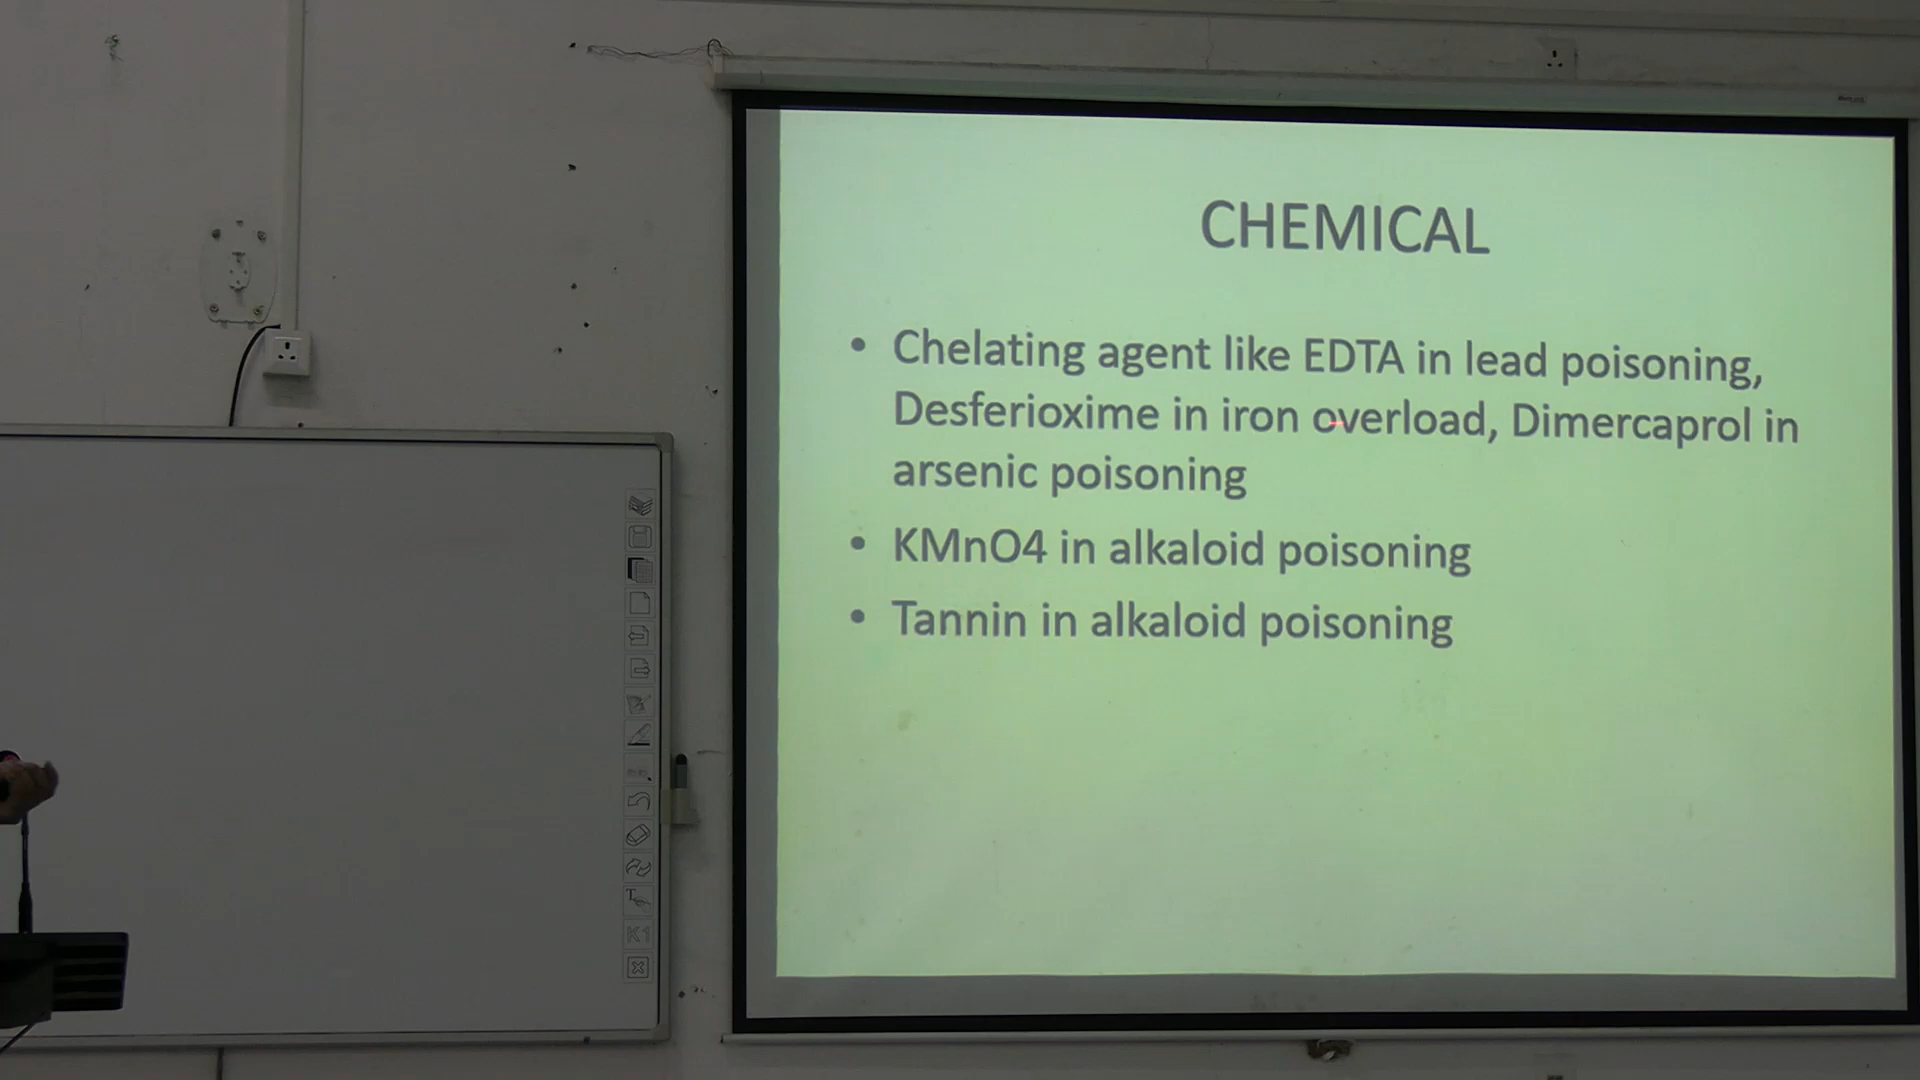 CHEMICAL
• Chelating agent like EDTA in lead poisoning,
Desferioxime in iron overload, Dimercaprol in
arsenic poisoning
• KMnO4 in alkaloid poisoning
• Tannin in alkaloid poisoning
T
K1